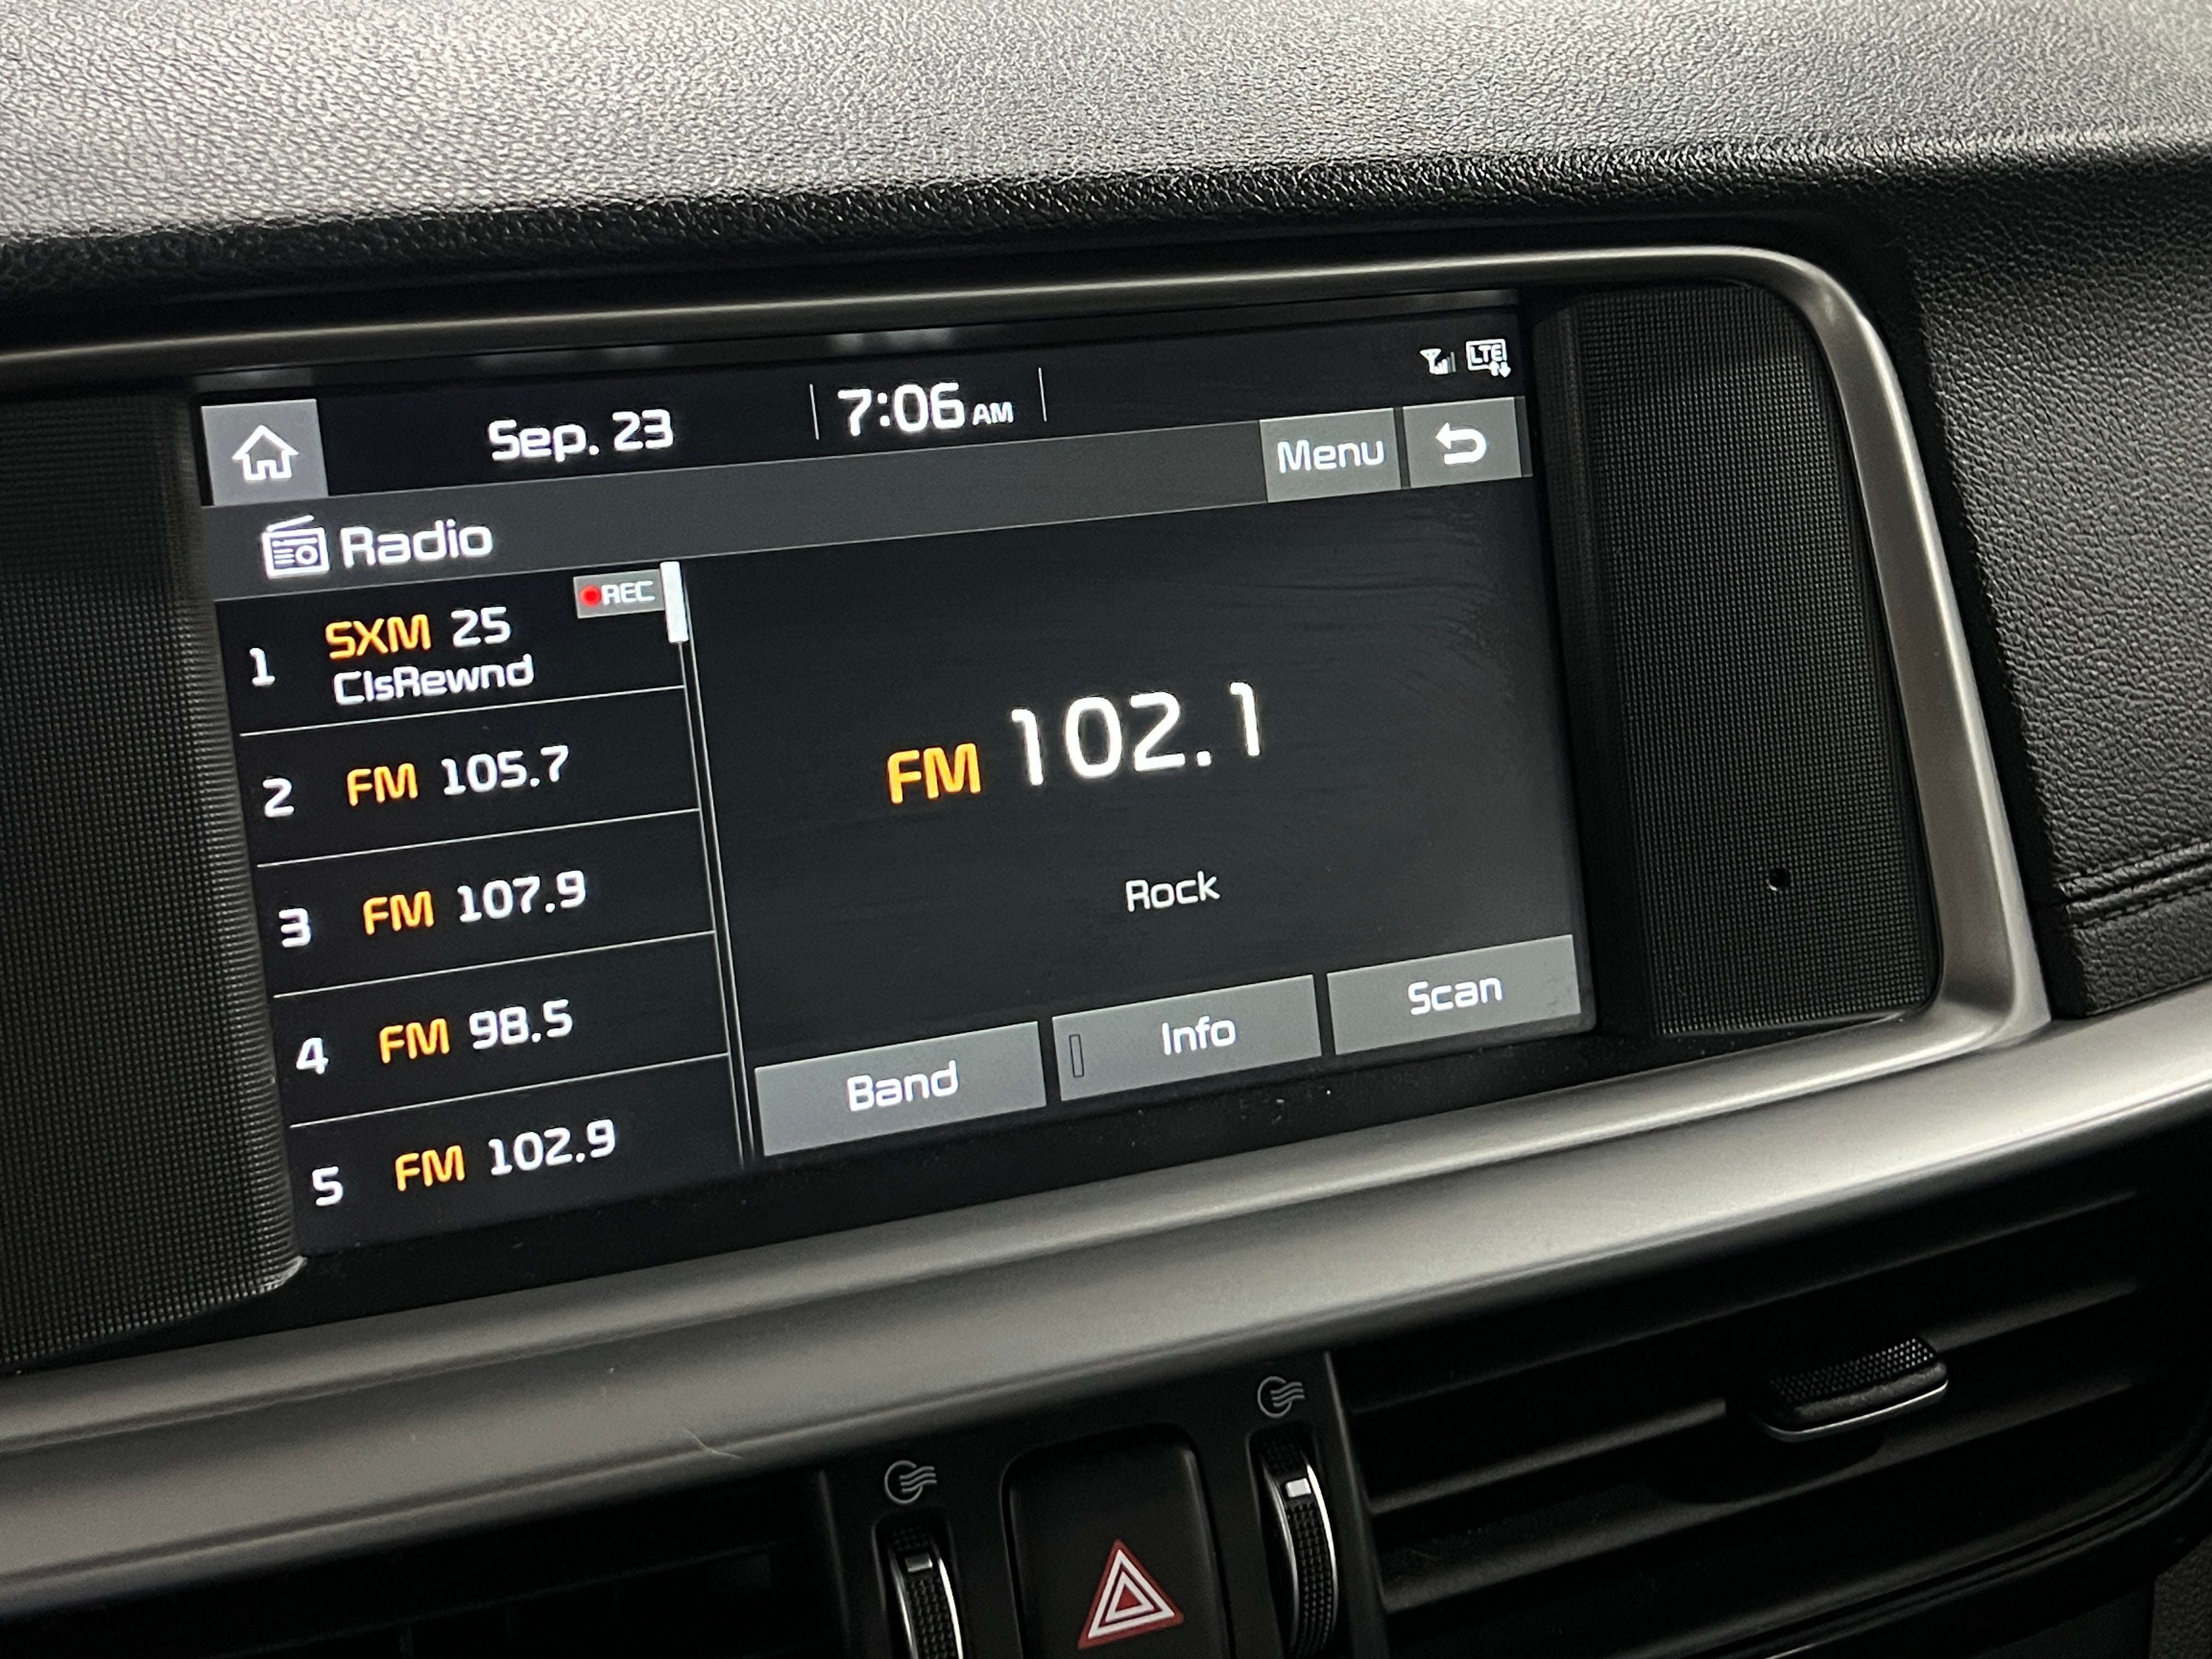 Sep. 23 7:06 AM LTE
Menu
Radio
REC
1 SXM 25
ClsRewnd
2 FM 105.7
3 FM 107.9
4 FM 98.5
5 FM 102.9
FM 102.1
Rock
Band Info Scan